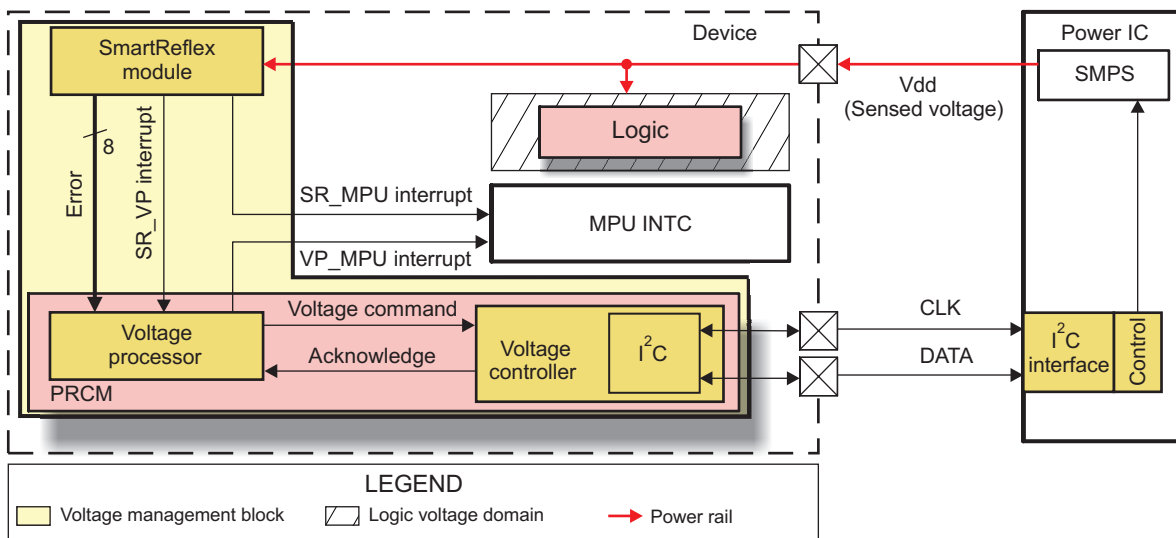 SmartReflex
module
Device
Power IC
SMPS
Vdd
(Sensed voltage)
Logic
8
Error
SR_VP interrupt
SR_MPU interrupt
MPU INTC
VP_MPU interrupt
Voltage command
Voltage
processor
Acknowledge
Voltage
controller
I²C
PRCM
CLK
DATA
I²C
interface
Control
LEGEND
Voltage management block
Logic voltage domain
Power rail